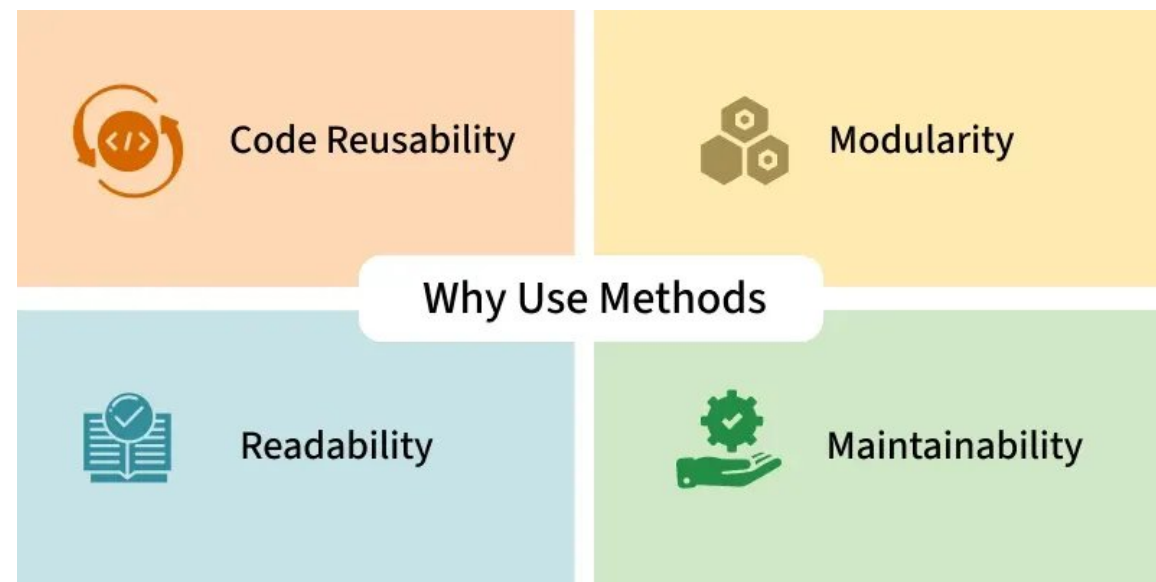 Code Reusability
Modularity
Why Use Methods
Readability
Maintainability